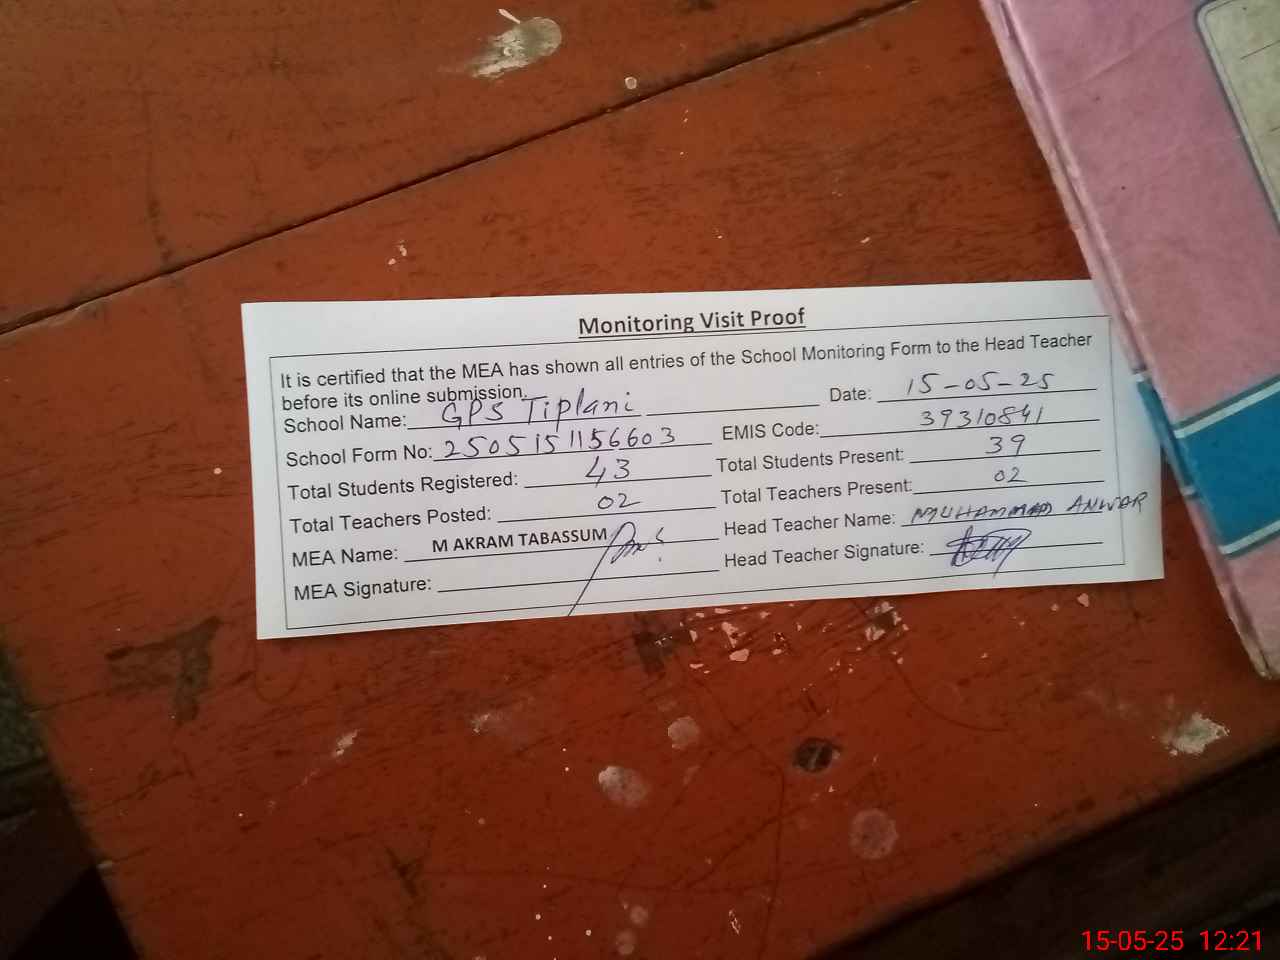 Monitoring Visit Proof
It is certified that the MEA has shown all entries of the School Monitoring Form to the Head Teacher
before its online submission.
School Name: GPS Tiplani Date: 15-05-25
School Form No: 2505151156603 EMIS Code: 39310841
Total Students Registered: 43 Total Students Present: 39
Total Teachers Posted: 02 Total Teachers Present: 02
MEA Name: M AKRAM TABASSUM Head Teacher Name: MUHAMMAD ANWAR
MEA Signature: Head Teacher Signature:
15-05-25 12:21